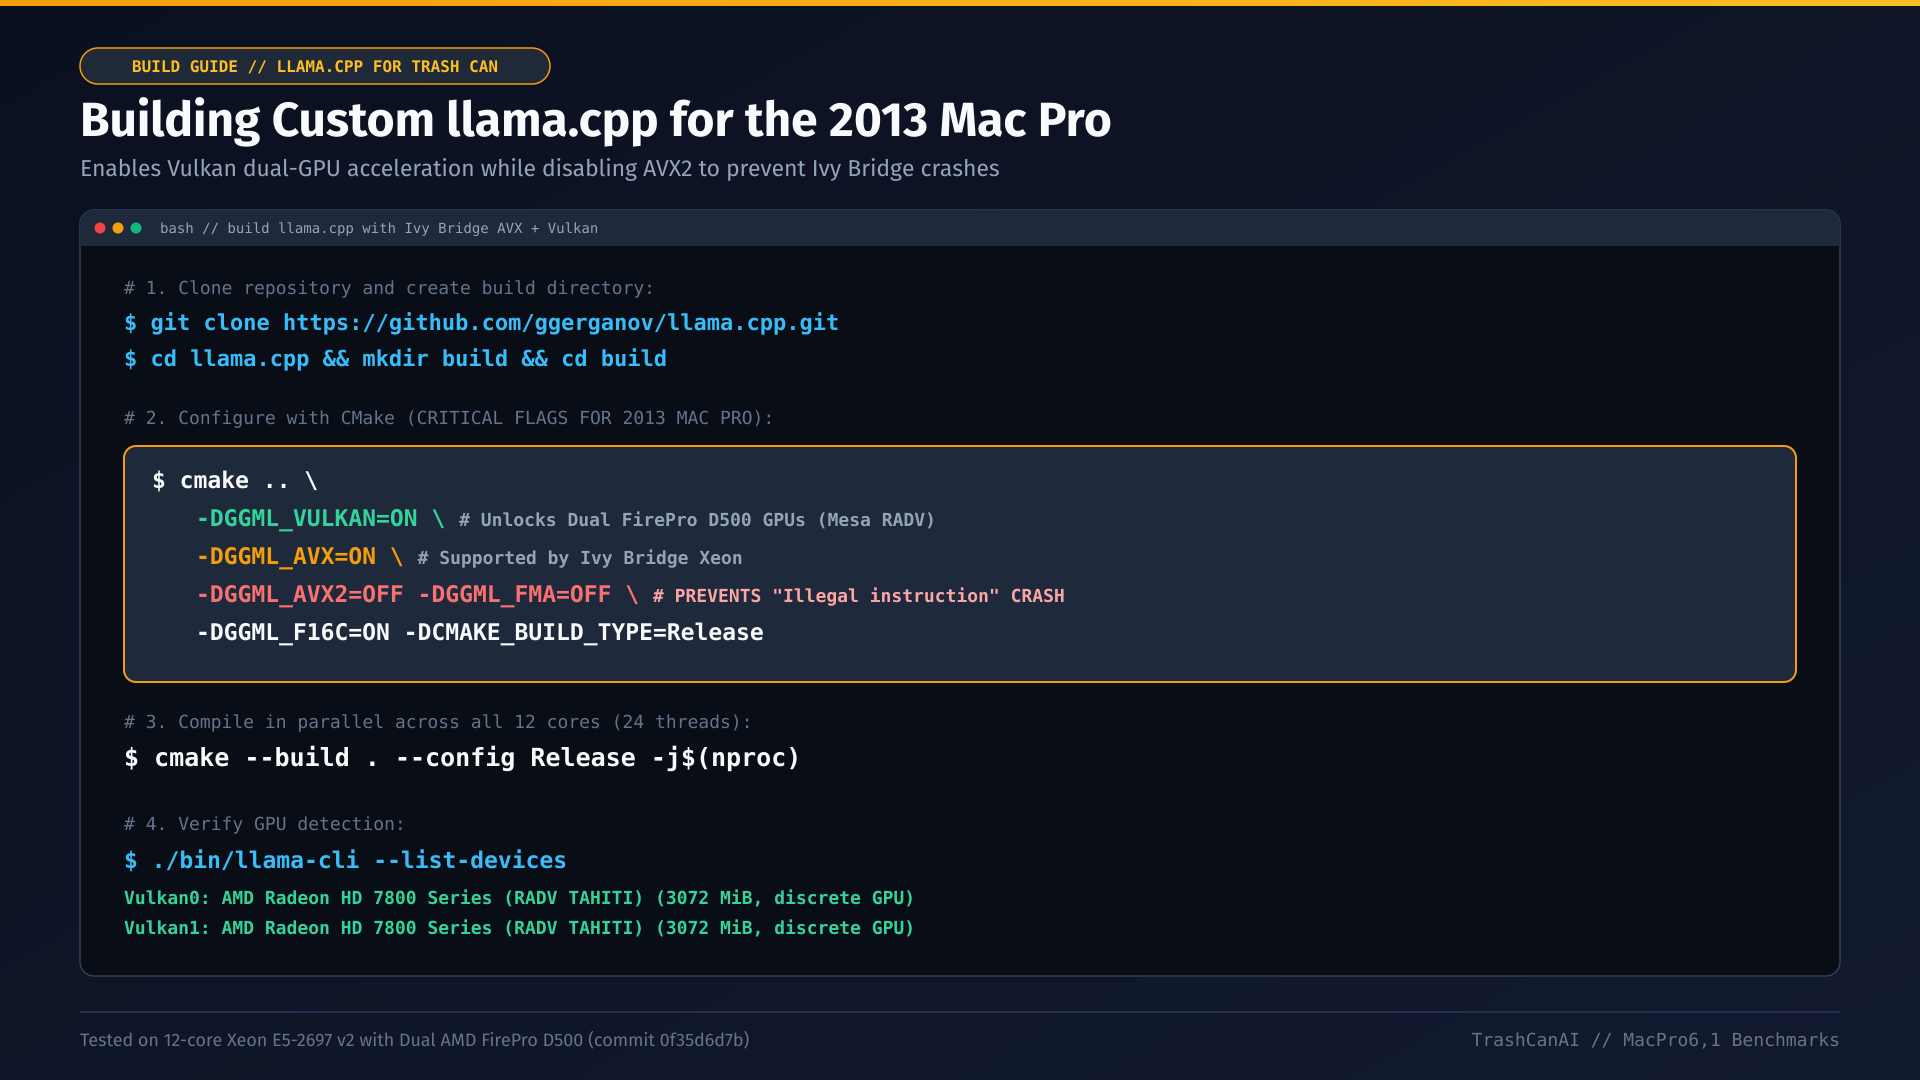 BUILD GUIDE // LLAMA.CPP FOR TRASH CAN
Building Custom llama.cpp for the 2013 Mac Pro
Enables Vulkan dual-GPU acceleration while disabling AVX2 to prevent Ivy Bridge crashes
bash // build llama.cpp with Ivy Bridge AVX + Vulkan
# 1. Clone repository and create build directory:
$ git clone https://github.com/ggerganov/llama.cpp.git
$ cd llama.cpp && mkdir build && cd build
# 2. Configure with CMake (CRITICAL FLAGS FOR 2013 MAC PRO):
$ cmake .. \
-DGGML_VULKAN=ON \ # Unlocks Dual FirePro D500 GPUs (Mesa RADV)
-DGGML_AVX=ON \ # Supported by Ivy Bridge Xeon
-DGGML_AVX2=OFF -DGGML_FMA=OFF \ # PREVENTS "Illegal instruction" CRASH
-DGGML_F16C=ON -DCMAKE_BUILD_TYPE=Release
# 3. Compile in parallel across all 12 cores (24 threads):
$ cmake --build . --config Release -j$(nproc)
# 4. Verify GPU detection:
$ ./bin/llama-cli --list-devices
Vulkan0: AMD Radeon HD 7800 Series (RADV TAHITI) (3072 MiB, discrete GPU)
Vulkan1: AMD Radeon HD 7800 Series (RADV TAHITI) (3072 MiB, discrete GPU)
Tested on 12-core Xeon E5-2697 v2 with Dual AMD FirePro D500 (commit 0f35d6d7b)
TrashCanAI // MacPro6,1 Benchmarks